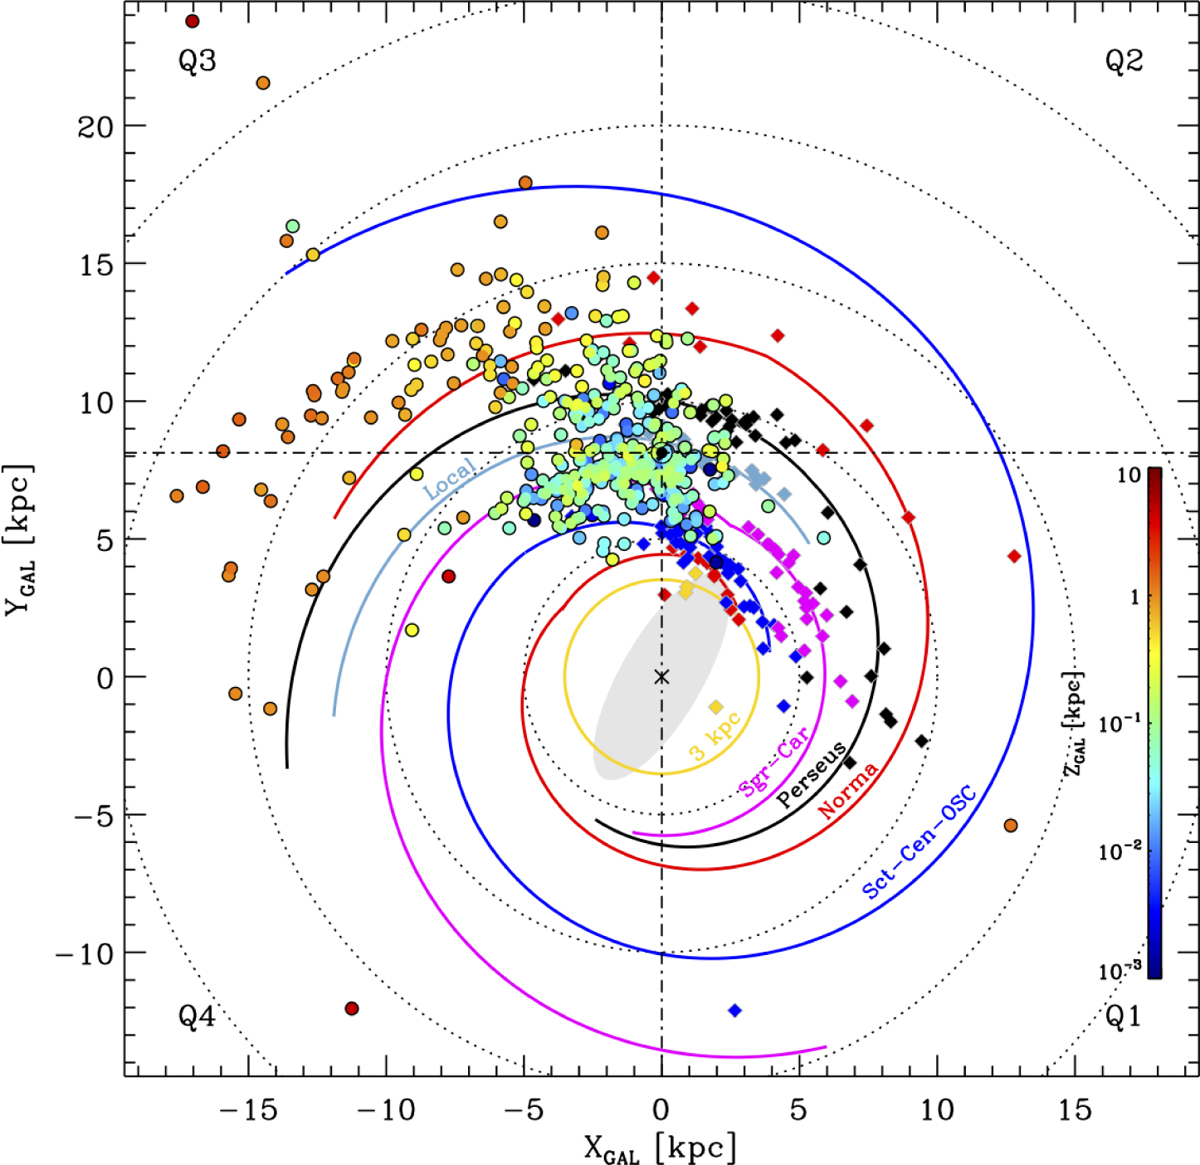 Q3
Q2
20
15
10
5
0
−5
−10
Y_GAL [kpc]
Local
3 kpc
Sgr−Car
Perseus
Norma
Sct−Cen−OSC
10
1
10⁻¹
10⁻²
10⁻³
Z_GAL [kpc]
Q4
Q1
−15
−10
−5
0
5
10
15
X_GAL [kpc]